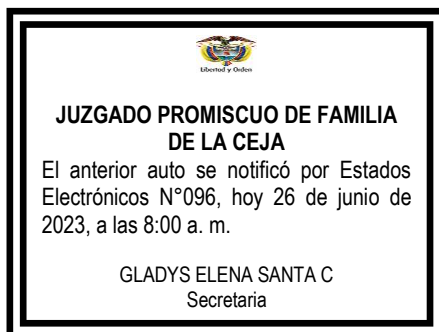 Libertad y Orden
JUZGADO PROMISCUO DE FAMILIA
DE LA CEJA
El anterior auto se notificó por Estados
Electrónicos N°096, hoy 26 de junio de
2023, a las 8:00 a. m.
GLADYS ELENA SANTA C
Secretaria